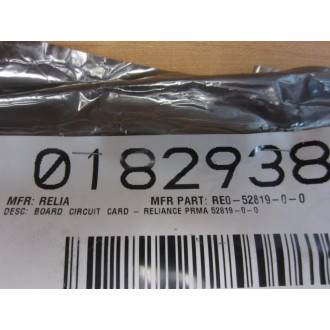 0182938
MFR: RELIA MFR PART: REO-52819-0-0
DESC: BOARD CIRCUIT CARD - RELIANCE PRMA 52819-0-0